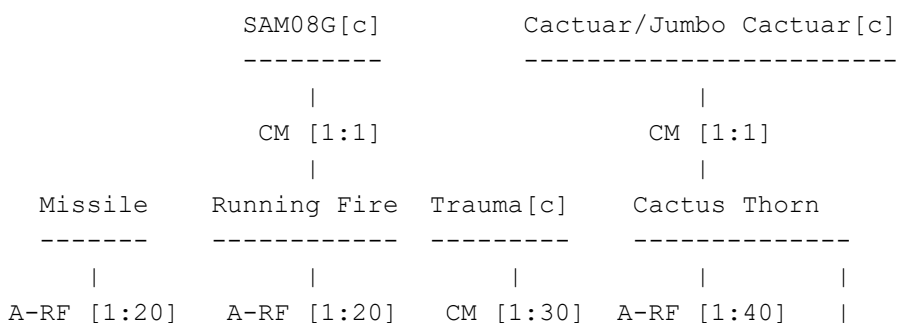 SAM08G[c] Cactuar/Jumbo Cactuar[c]
--------- ------------------------
| |
CM [1:1] CM [1:1]
| |
Missile Running Fire Trauma[c] Cactus Thorn
------- ------------ --------- --------------
| | | | |
A-RF [1:20] A-RF [1:20] CM [1:30] A-RF [1:40] |